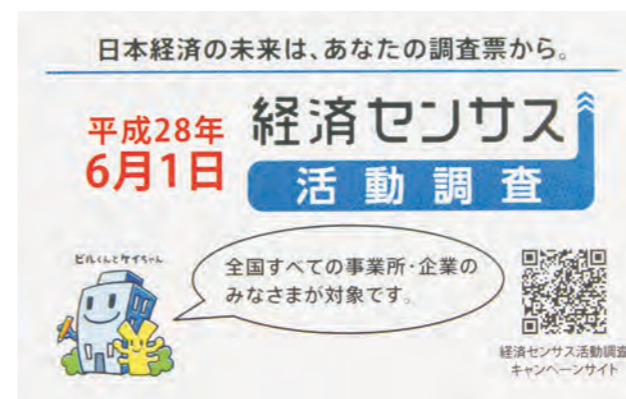 日本経済の未来は、あなたの調査票から。
平成28年
6月1日
経済センサス
活動調査
ビルくんとケイちゃん
全国すべての事業所・企業の
みなさまが対象です。
経済センサス活動調査
キャンペーンサイト